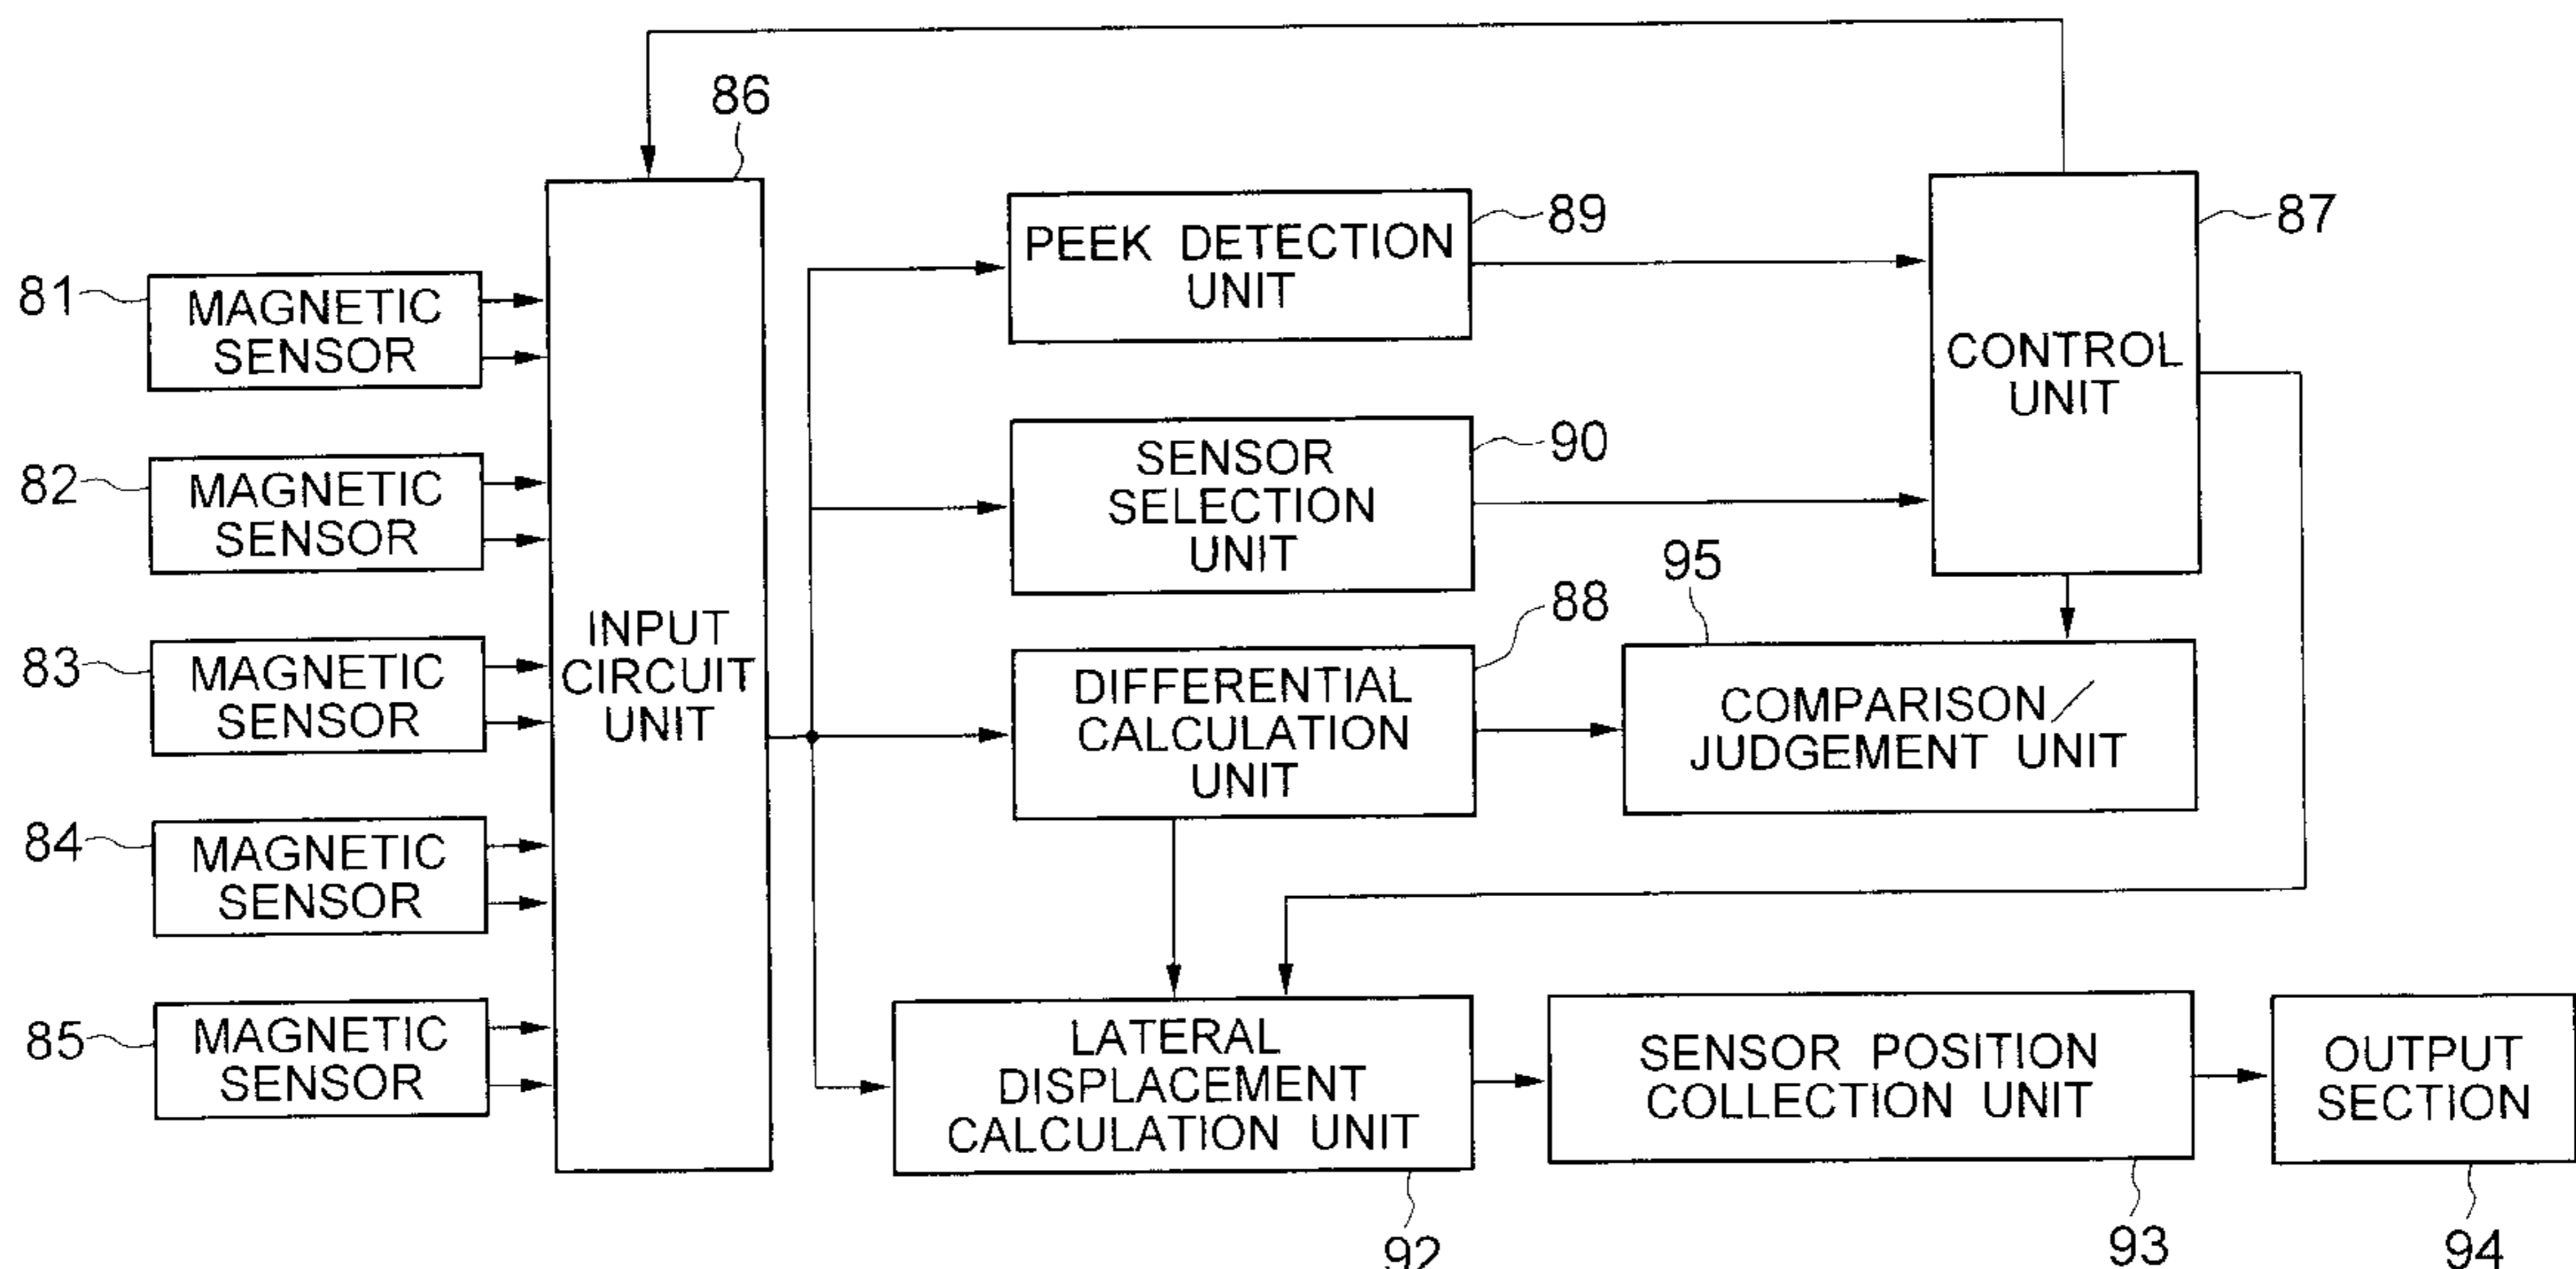 86
81
MAGNETIC
SENSOR
82
MAGNETIC
SENSOR
83
MAGNETIC
SENSOR
84
MAGNETIC
SENSOR
85
MAGNETIC
SENSOR
INPUT
CIRCUIT
UNIT
PEEK DETECTION
UNIT
89
SENSOR
SELECTION
UNIT
90
DIFFERENTIAL
CALCULATION
UNIT
88
CONTROL
UNIT
87
95
COMPARISON/
JUDGEMENT UNIT
LATERAL
DISPLACEMENT
CALCULATION UNIT
92
SENSOR POSITION
COLLECTION UNIT
93
OUTPUT
SECTION
94